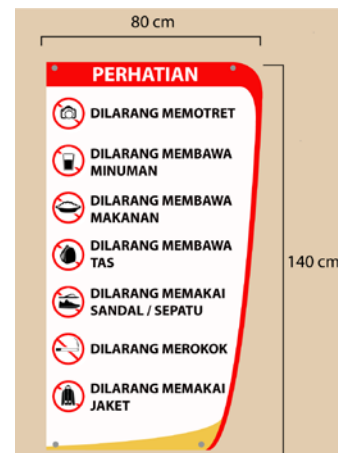 80 cm
PERHATIAN
DILARANG MEMOTRET
DILARANG MEMBAWA
MINUMAN
DILARANG MEMBAWA
MAKANAN
DILARANG MEMBAWA
TAS
140 cm
DILARANG MEMAKAI
SANDAL / SEPATU
DILARANG MEROKOK
DILARANG MEMAKAI
JAKET